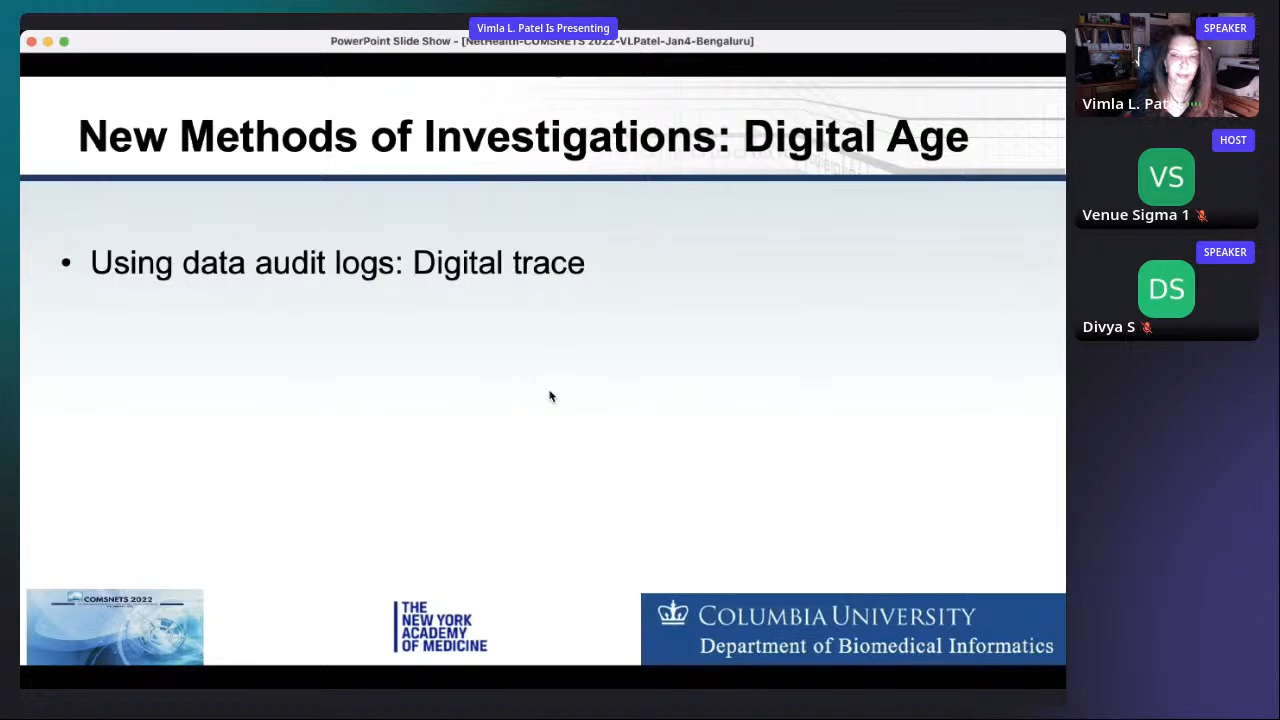 Vimla L. Patel Is Presenting
PowerPoint Slide Show - [NetHealth-COMSNETS 2022-VLPatel-Jan4-Bengaluru]
New Methods of Investigations: Digital Age
• Using data audit logs: Digital trace
COMSNETS 2022
THE
NEW YORK
ACADEMY
OF MEDICINE
COLUMBIA UNIVERSITY
Department of Biomedical Informatics
SPEAKER
Vimla L. Pat
HOST
VS
Venue Sigma 1
SPEAKER
DS
Divya S